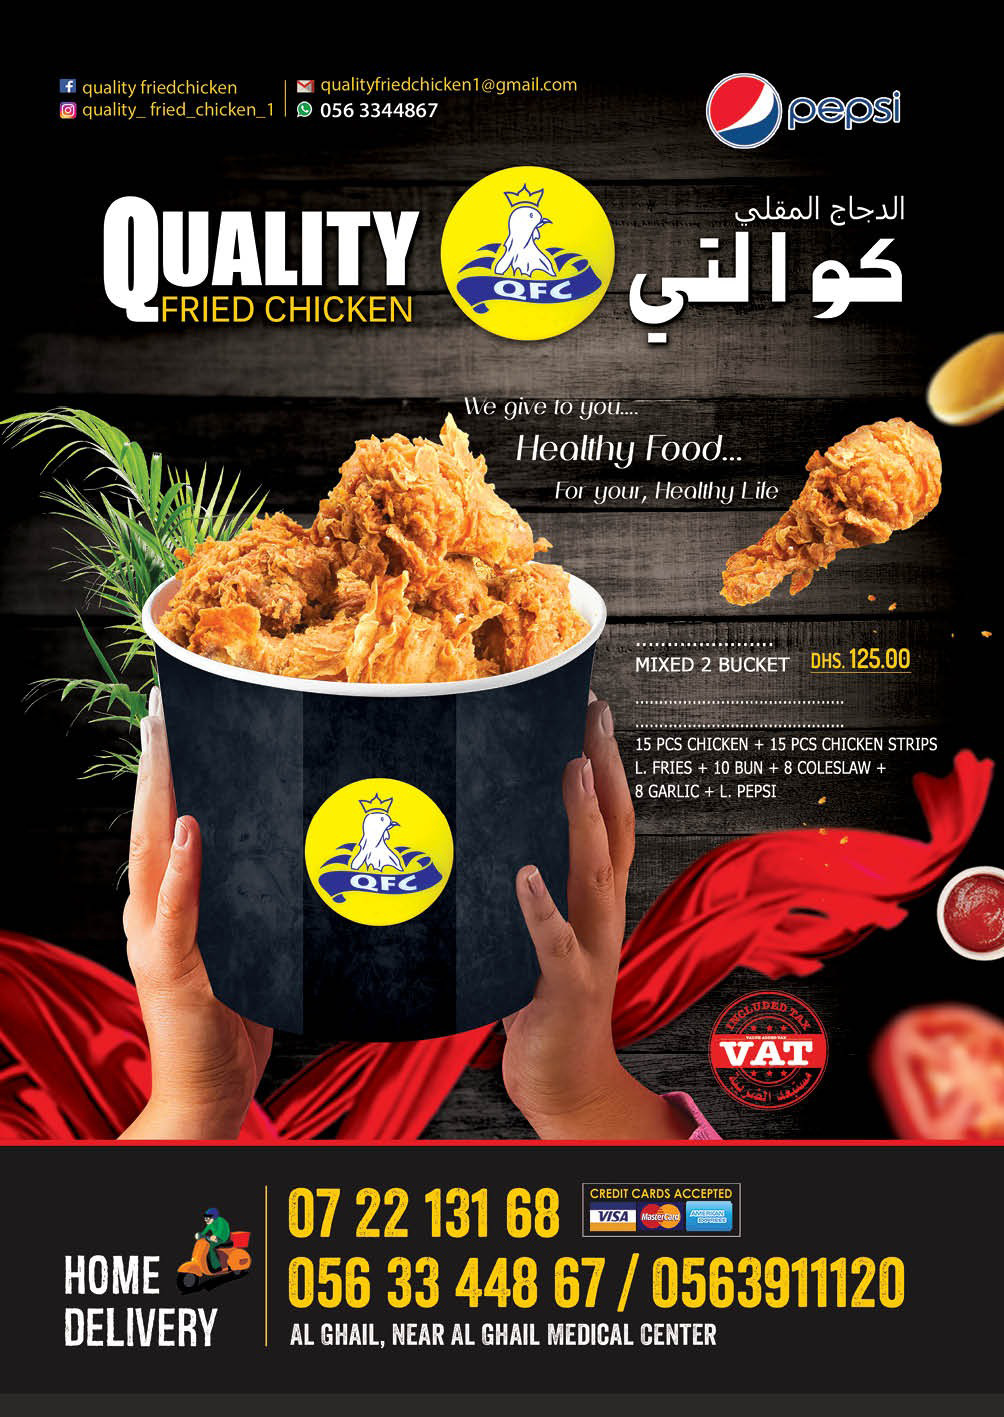 quality friedchicken
quality_ fried_chicken_1
qualityfriedchicken1@gmail.com
056 3344867
pepsi
QUALITY
FRIED CHICKEN
QFC
الدجاج المقلي
كوالتي
We give to you....
Healthy Food...
For your, Healthy Life
......................
MIXED 2 BUCKET DHS. 125.00
..........................................
..........................................
15 PCS CHICKEN + 15 PCS CHICKEN STRIPS
L. FRIES + 10 BUN + 8 COLESLAW +
8 GARLIC + L. PEPSI
QFC
INCLUDED TAX
VALUE ADDED TAX
VAT
HOME
DELIVERY
07 22 131 68
CREDIT CARDS ACCEPTED
VISA MasterCard AMERICAN EXPRESS
056 33 448 67 / 0563911120
AL GHAIL, NEAR AL GHAIL MEDICAL CENTER